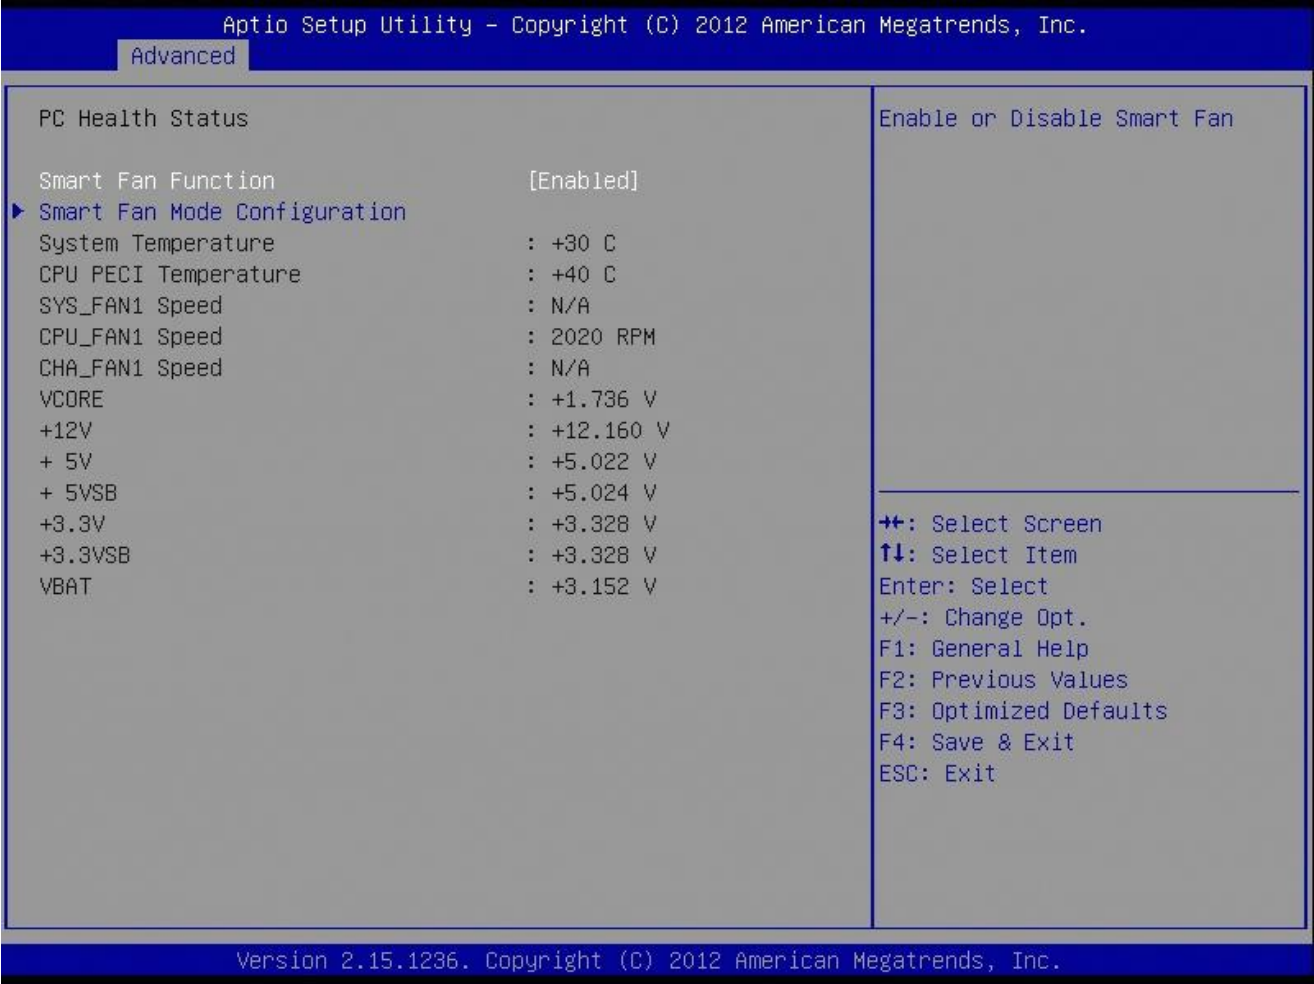 Aptio Setup Utility – Copyright (C) 2012 American Megatrends, Inc.
Advanced
PC Health Status
Smart Fan Function [Enabled]
Smart Fan Mode Configuration
System Temperature : +30 C
CPU PECI Temperature : +40 C
SYS_FAN1 Speed : N/A
CPU_FAN1 Speed : 2020 RPM
CHA_FAN1 Speed : N/A
VCORE : +1.736 V
+12V : +12.160 V
+ 5V : +5.022 V
+ 5VSB : +5.024 V
+3.3V : +3.328 V
+3.3VSB : +3.328 V
VBAT : +3.152 V
Enable or Disable Smart Fan
→←: Select Screen
↑↓: Select Item
Enter: Select
+/-: Change Opt.
F1: General Help
F2: Previous Values
F3: Optimized Defaults
F4: Save & Exit
ESC: Exit
Version 2.15.1236. Copyright (C) 2012 American Megatrends, Inc.